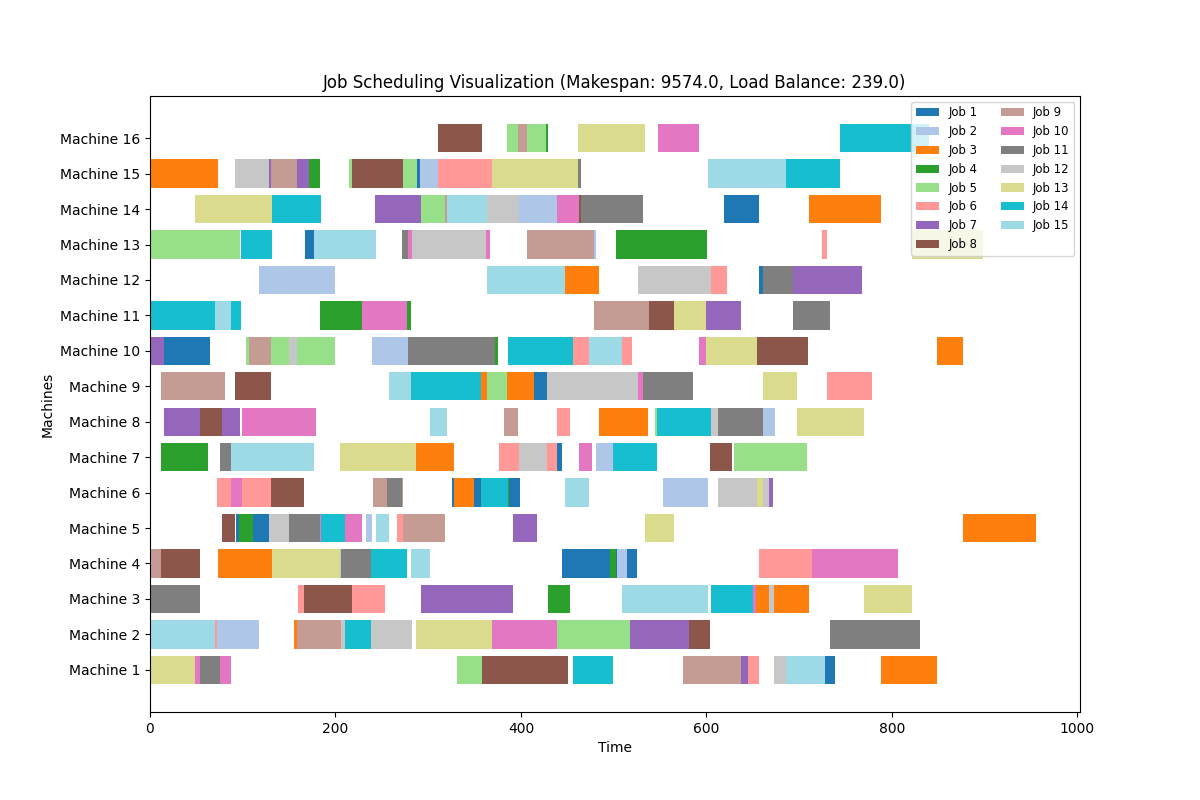 Job Scheduling Visualization (Makespan: 9574.0, Load Balance: 239.0)
Machines
Machine 16
Machine 15
Machine 14
Machine 13
Machine 12
Machine 11
Machine 10
Machine 9
Machine 8
Machine 7
Machine 6
Machine 5
Machine 4
Machine 3
Machine 2
Machine 1
Job 1
Job 2
Job 3
Job 4
Job 5
Job 6
Job 7
Job 8
Job 9
Job 10
Job 11
Job 12
Job 13
Job 14
Job 15
0 200 400 600 800 1000
Time